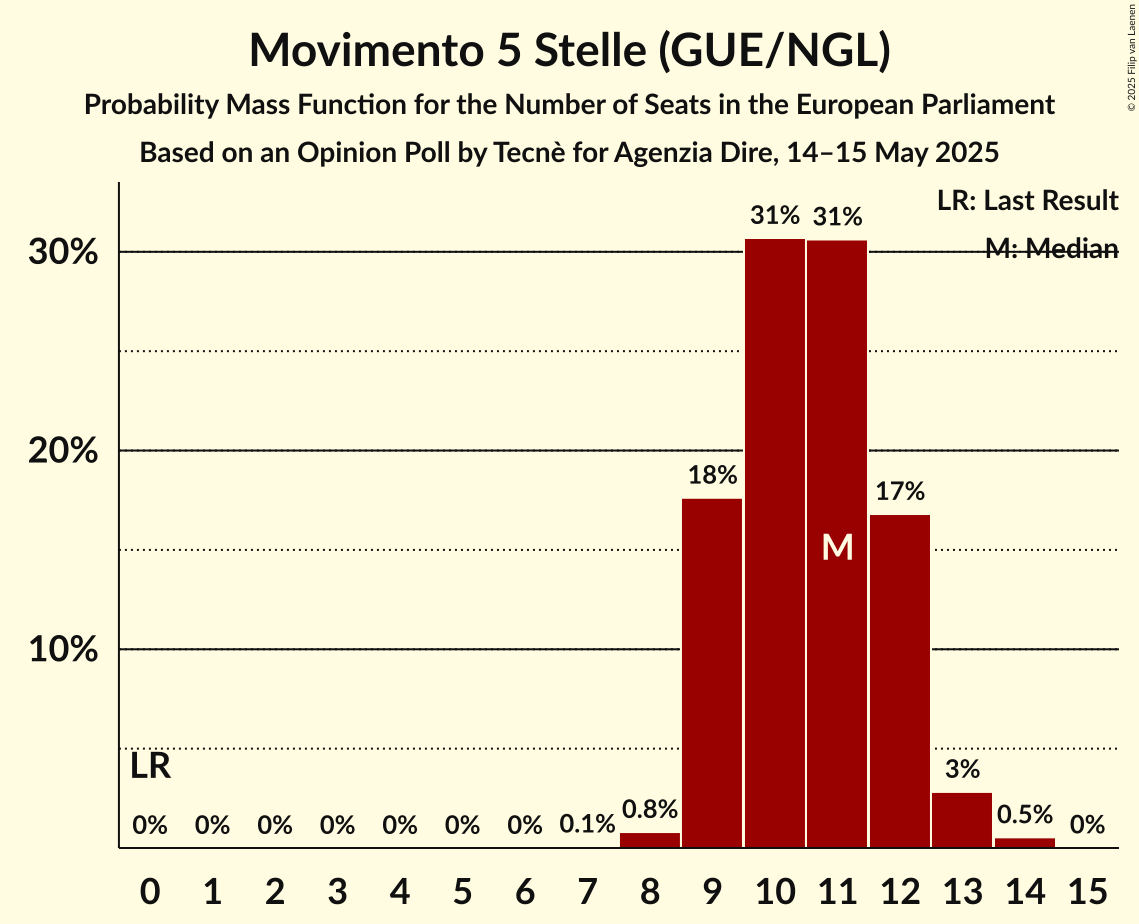 Movimento 5 Stelle (GUE/NGL)
Probability Mass Function for the Number of Seats in the European Parliament
Based on an Opinion Poll by Tecnè for Agenzia Dire, 14–15 May 2025
© 2025 Filip van Laenen
LR: Last Result
M: Median
30%
20%
10%
31% 31%
18%
17%
M
LR
0% 0% 0% 0% 0% 0% 0% 0.1% 0.8% 3% 0.5% 0%
0 1 2 3 4 5 6 7 8 9 10 11 12 13 14 15